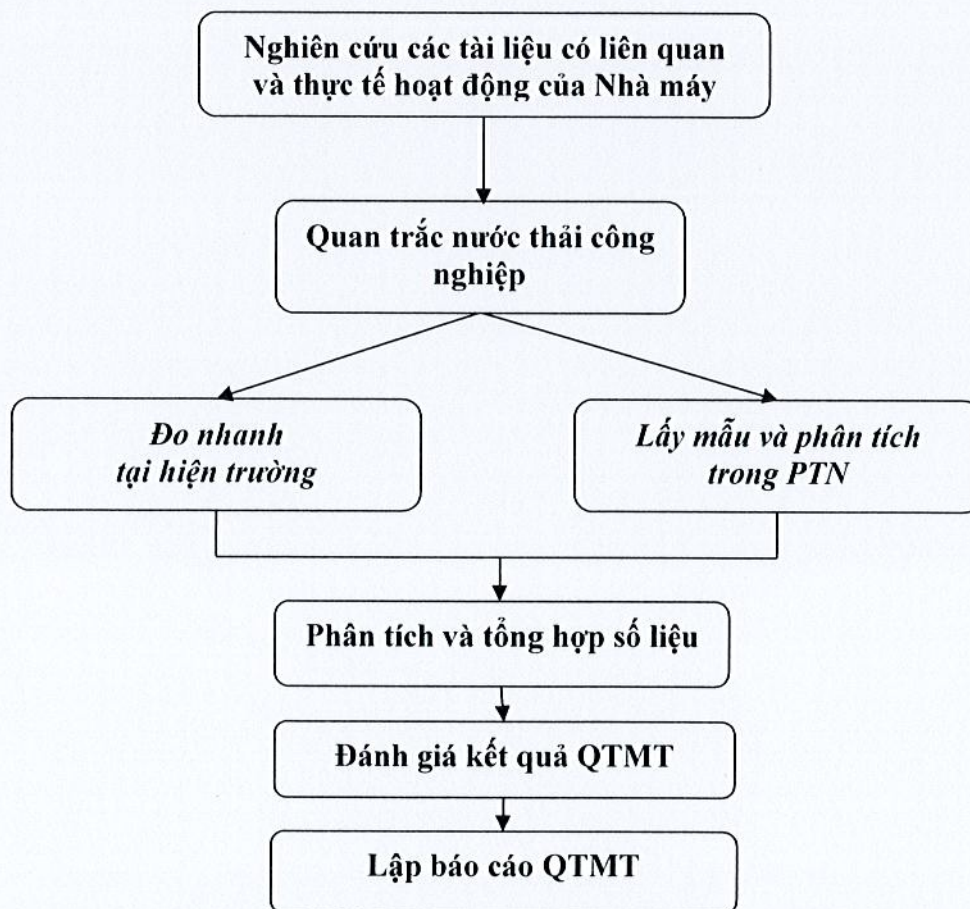 Nghiên cứu các tài liệu có liên quan
và thực tế hoạt động của Nhà máy
Quan trắc nước thải công
nghiệp
Đo nhanh
tại hiện trường
Lấy mẫu và phân tích
trong PTN
Phân tích và tổng hợp số liệu
Đánh giá kết quả QTMT
Lập báo cáo QTMT